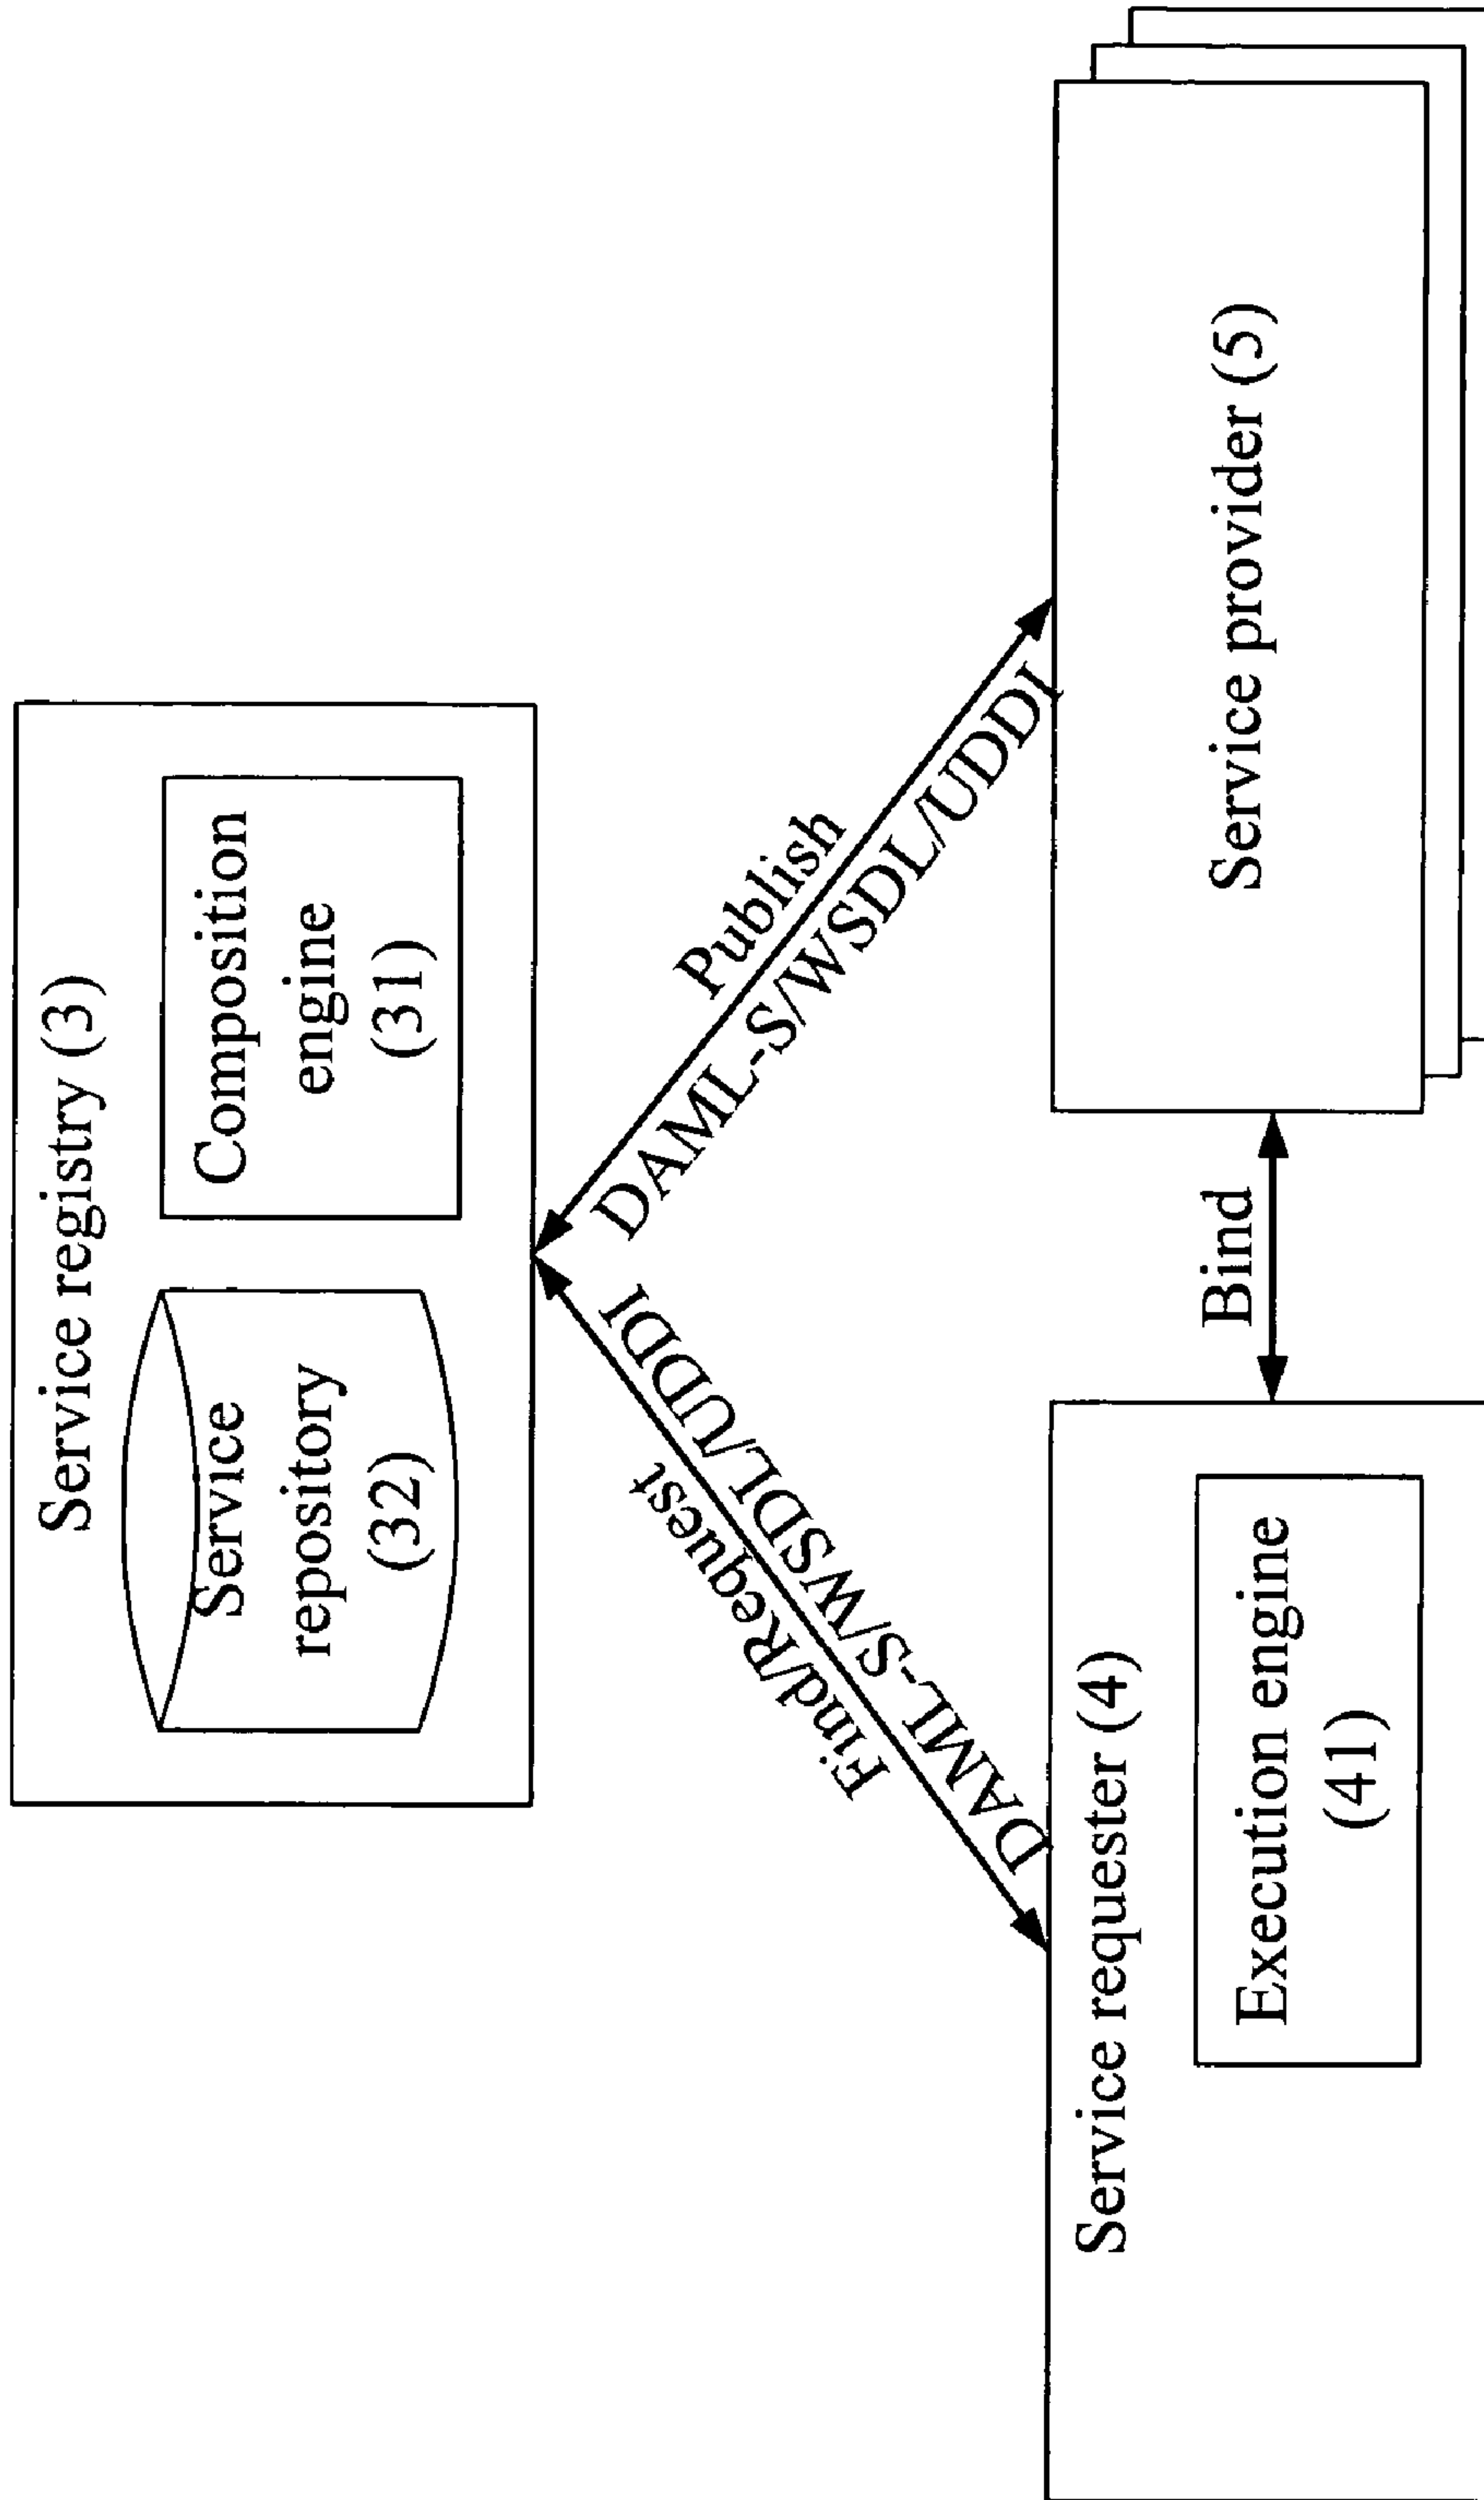 Service registry (3)
Service
repository
(32)
Composition
engine
(31)
Find/Request
DAML-S/WSDL/UDDI
Publish
DAML-S/WSDL/UDDI
Service requester (4)
Execution engine
(41)
Bind
Service provider (5)